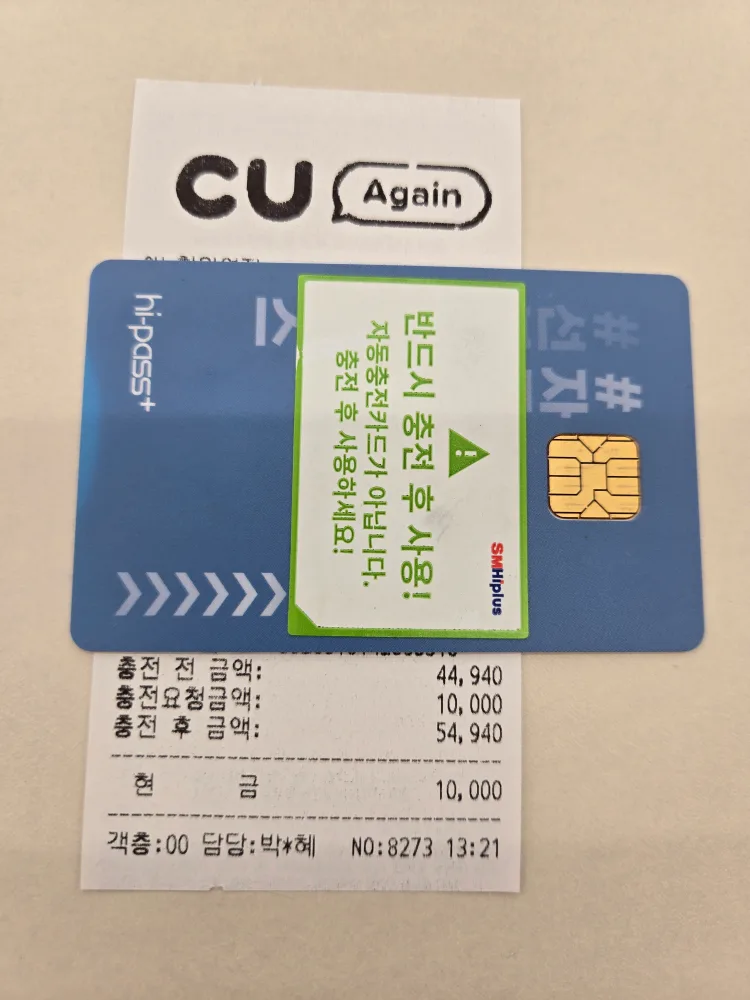 CU Again
hi-pass+
#선
#자
스
반드시 충전 후 사용!
자동충전카드가 아닙니다.
충전 후 사용하세요!
SMHiplus
충전 전 금액: 44,940
충전요청금액: 10,000
충전 후 금액: 54,940
현 금 10,000
객층:00 담당:박*혜 NO:8273 13:21